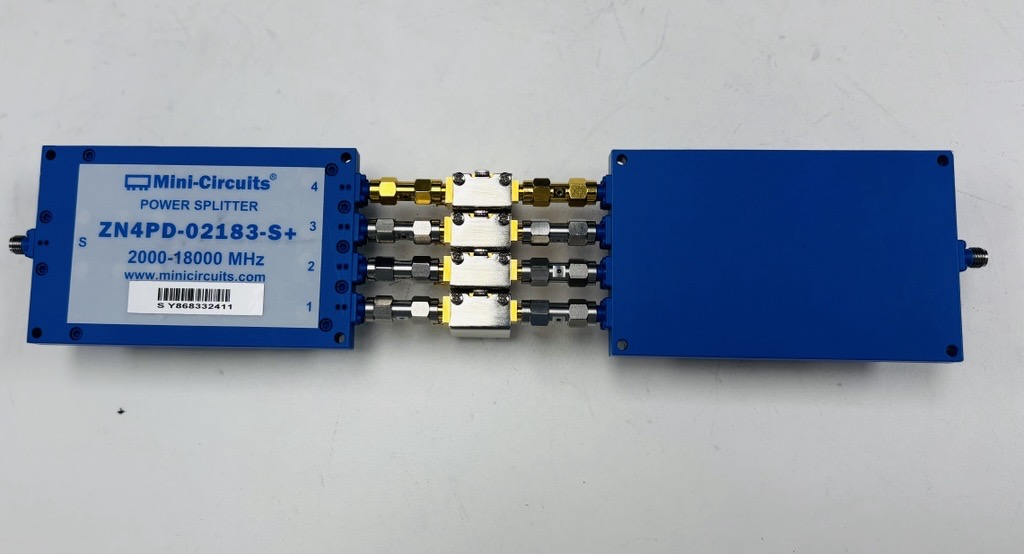 Mini-Circuits®
POWER SPLITTER
ZN4PD-02183-S+
2000-18000 MHz
www.minicircuits.com
S Y868332411
S
4
3
2
1